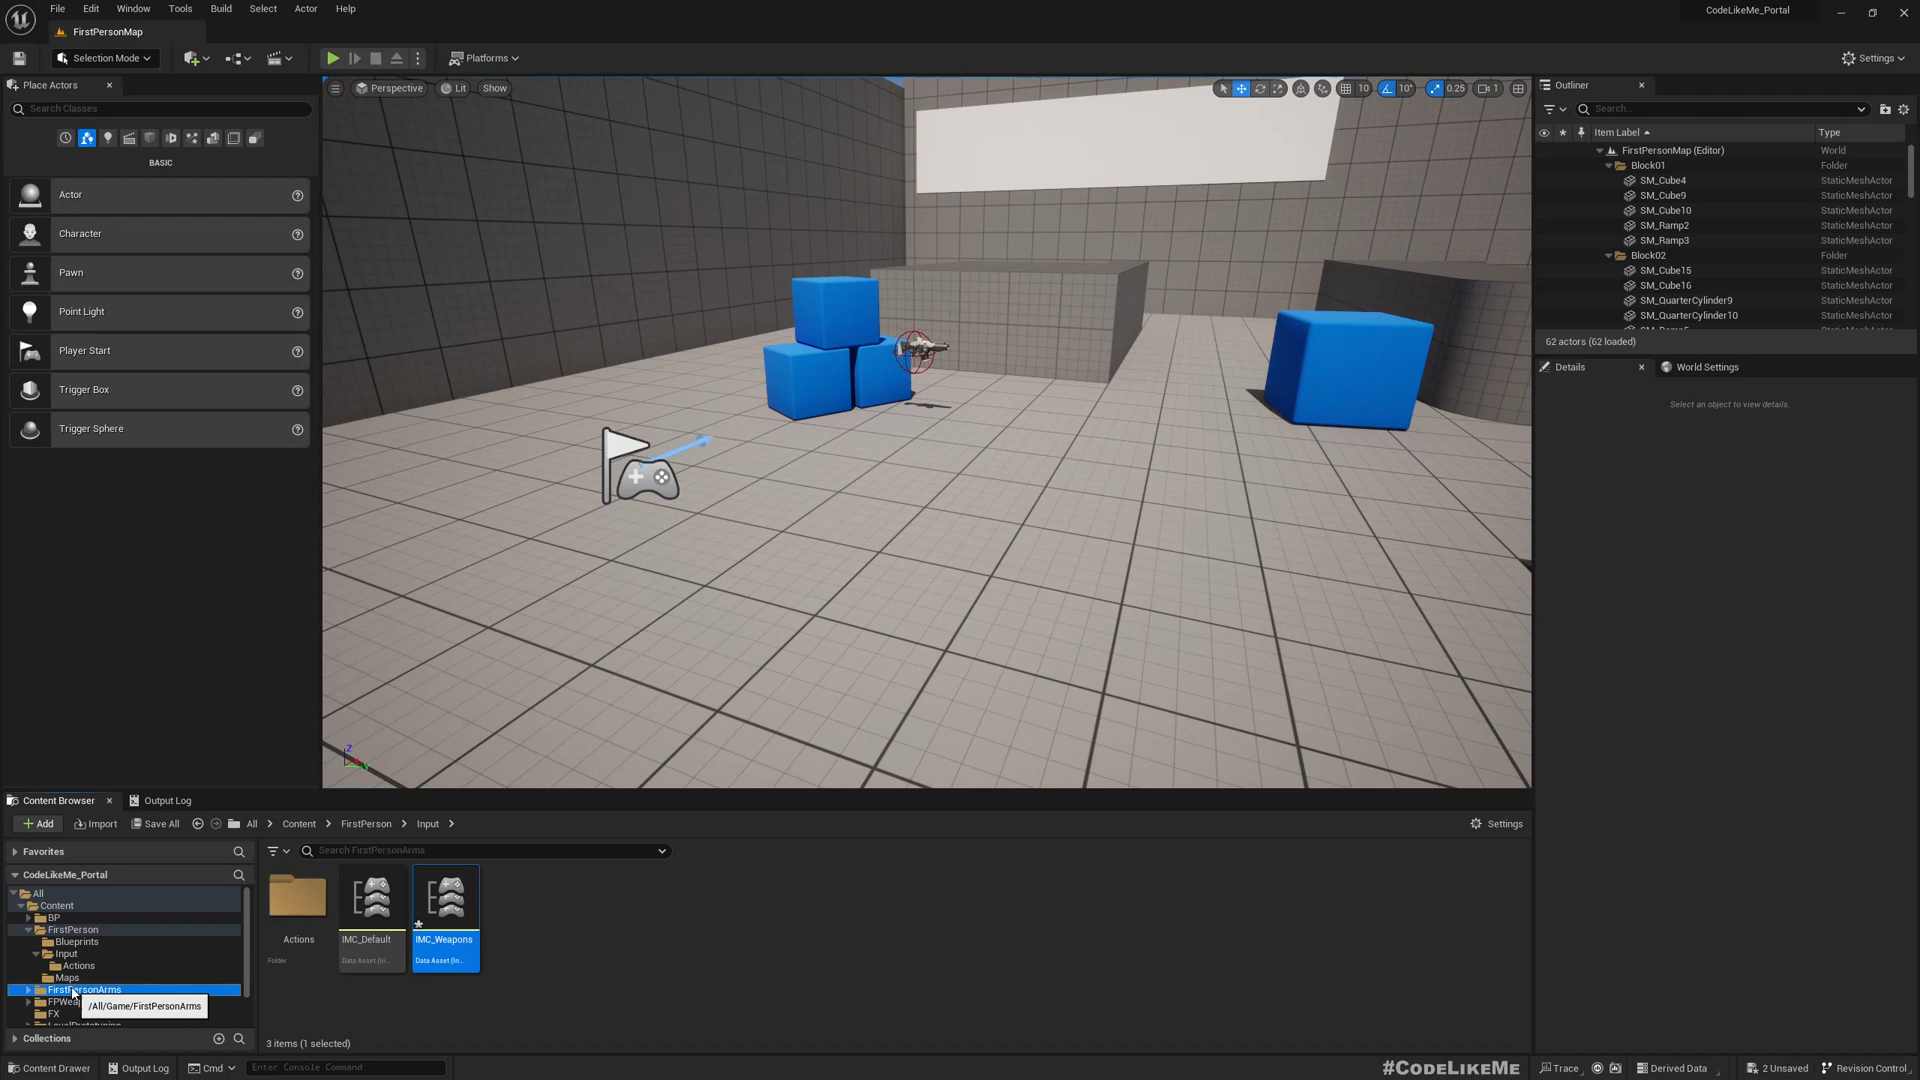 File Edit Window Tools Build Select Actor Help
CodeLikeMe_Portal
FirstPersonMap
Selection Mode
Platforms
Settings
Place Actors
Search Classes
BASIC
Actor
Character
Pawn
Point Light
Player Start
Trigger Box
Trigger Sphere
Perspective Lit Show
10 10° 0.25 1
Z
Y
Outliner
Search...
Item Label Type
FirstPersonMap (Editor) World
Block01 Folder
SM_Cube4 StaticMeshActor
SM_Cube9 StaticMeshActor
SM_Cube10 StaticMeshActor
SM_Ramp2 StaticMeshActor
SM_Ramp3 StaticMeshActor
Block02 Folder
SM_Cube15 StaticMeshActor
SM_Cube16 StaticMeshActor
SM_QuarterCylinder9 StaticMeshActor
SM_QuarterCylinder10 StaticMeshActor
62 actors (62 loaded)
Details World Settings
Select an object to view details.
Content Browser Output Log
Add Import Save All All Content FirstPerson Input Settings
Favorites
CodeLikeMe_Portal
All
Content
BP
FirstPerson
Blueprints
Input
Actions
Maps
FirstPersonArms
FPWea
/All/Game/FirstPersonArms
FX
Collections
Search FirstPersonArms
Actions
Folder
IMC_Default
Data Asset (In...
IMC_Weapons
Data Asset (In...
3 items (1 selected)
Content Drawer Output Log Cmd Enter Console Command
#CODELIKEME
Trace Derived Data 2 Unsaved Revision Control